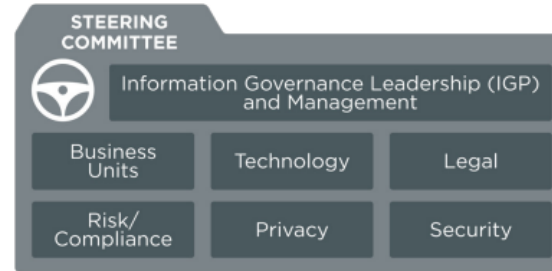 STEERING
COMMITTEE
Information Governance Leadership (IGP)
and Management
Business
Units
Technology
Legal
Risk/
Compliance
Privacy
Security